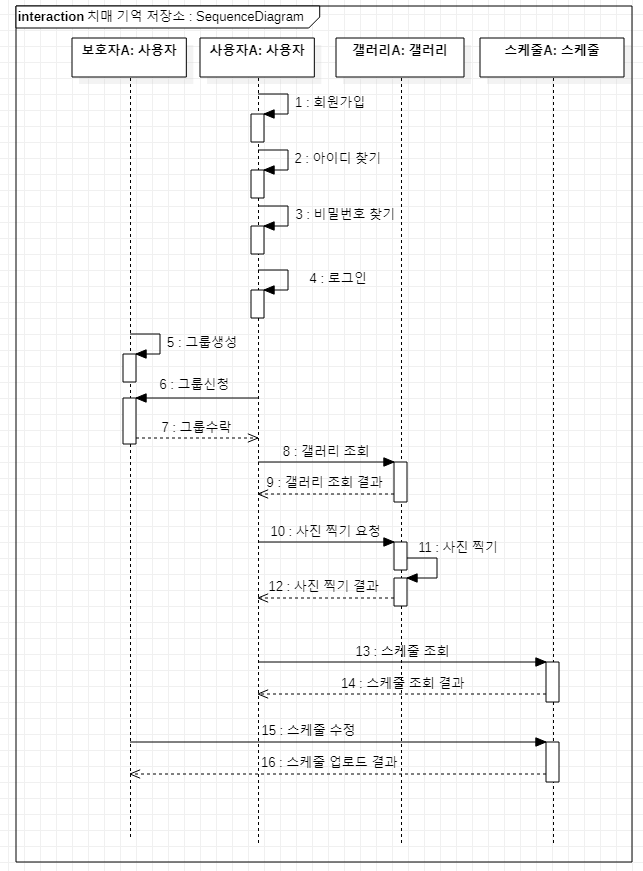 interaction 치매 기억 저장소 : SequenceDiagram
보호자A: 사용자
사용자A: 사용자
갤러리A: 갤러리
스케줄A: 스케줄
1 : 회원가입
2 : 아이디 찾기
3 : 비밀번호 찾기
4 : 로그인
5 : 그룹생성
6 : 그룹신청
7 : 그룹수락
8 : 갤러리 조회
9 : 갤러리 조회 결과
10 : 사진 찍기 요청
11 : 사진 찍기
12 : 사진 찍기 결과
13 : 스케줄 조회
14 : 스케줄 조회 결과
15 : 스케줄 수정
16 : 스케줄 업로드 결과